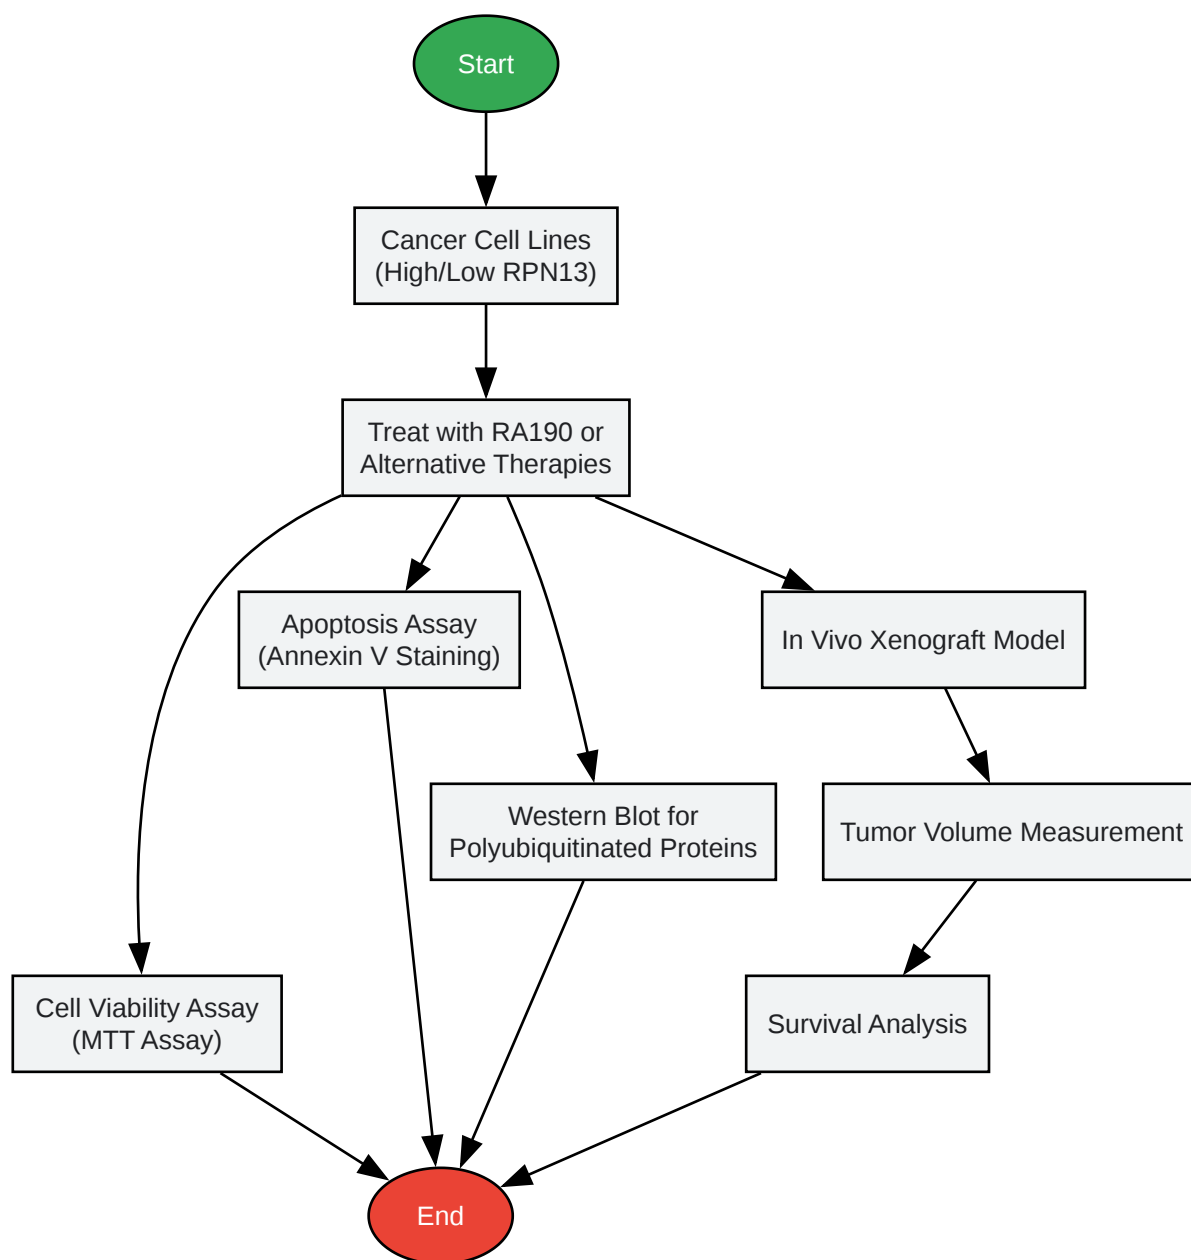 Start
Cancer Cell Lines
(High/Low RPN13)
Treat with RA190 or
Alternative Therapies
Apoptosis Assay
(Annexin V Staining)
In Vivo Xenograft Model
Western Blot for
Polyubiquitinated Proteins
Tumor Volume Measurement
Cell Viability Assay
(MTT Assay)
Survival Analysis
End